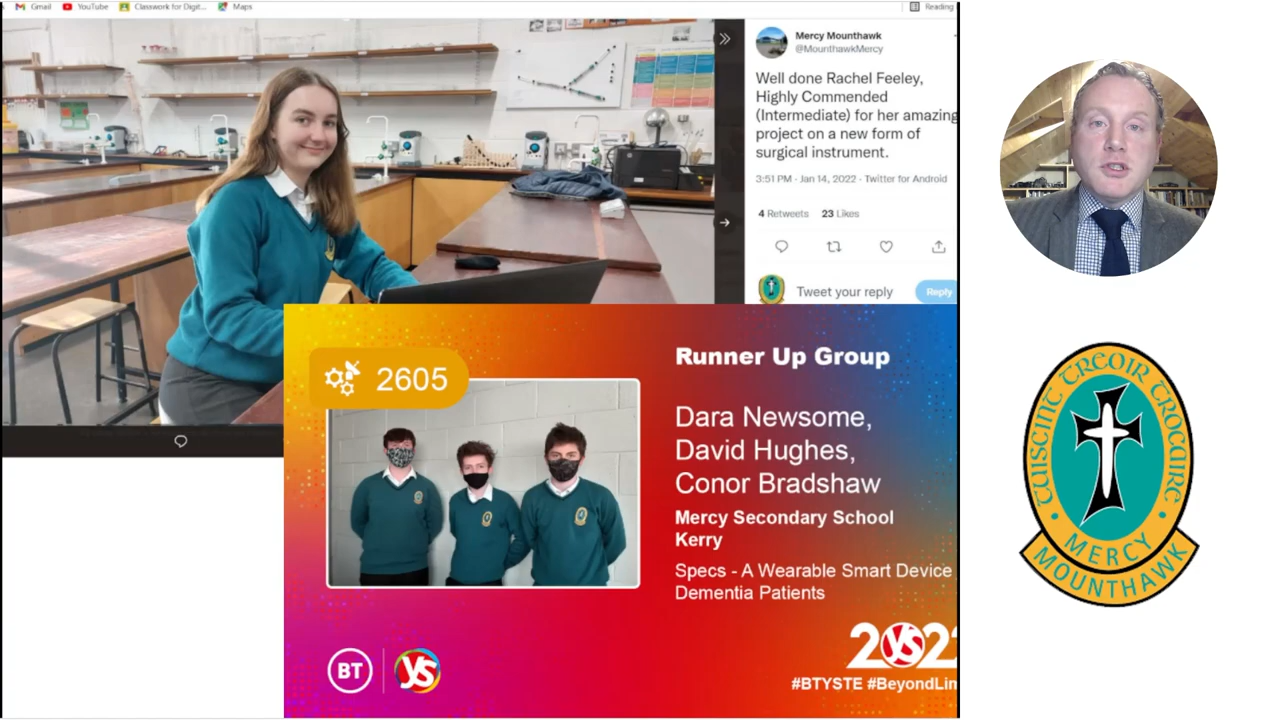 Gmail
YouTube
Classwork for Digit...
Maps
Reading
Mercy Mounthawk
@MounthawkMercy
Well done Rachel Feeley,
Highly Commended
(Intermediate) for her amazing
project on a new form of
surgical instrument.
3:51 PM · Jan 14, 2022 · Twitter for Android
4 Retweets 23 Likes
Tweet your reply
Reply
2605
Runner Up Group
Dara Newsome,
David Hughes,
Conor Bradshaw
Mercy Secondary School
Kerry
Specs - A Wearable Smart Device
Dementia Patients
BT
ys
2022
#BTYSTE #BeyondLim
TUISCINT TREOIR TROCAIRE
MERCY
MOUNTHAWK